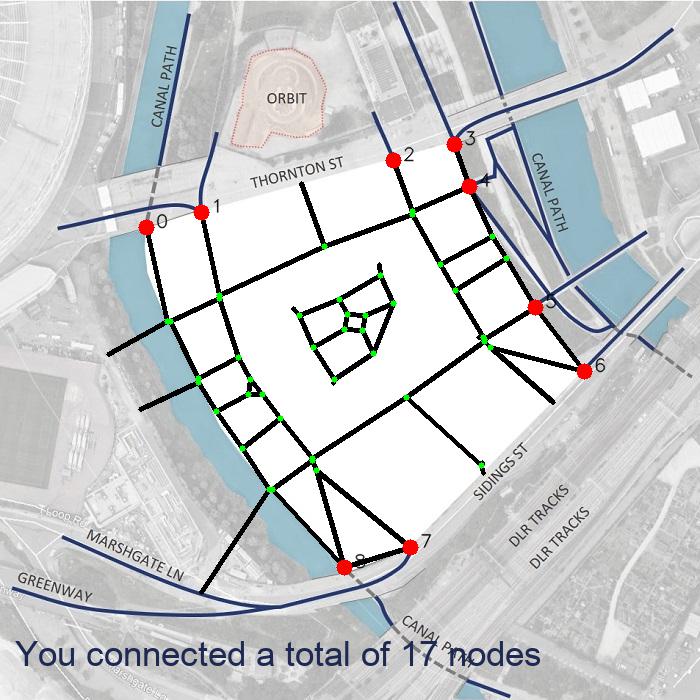 CANAL PATH
ORBIT
THORNTON ST
CANAL PATH
0
1
2
3
4
5
6
7
8
SIDINGS ST
DLR TRACKS
DLR TRACKS
MARSHGATE LN
GREENWAY
CANAL PATH
You connected a total of 17 nodes